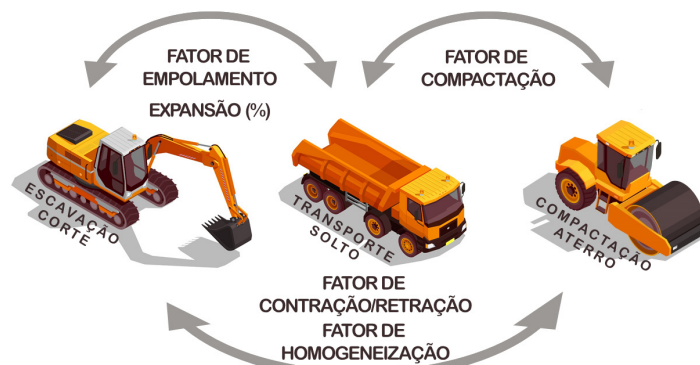 FATOR DE
EMPOLAMENTO
EXPANSÃO (%)
FATOR DE
COMPACTAÇÃO
ESCAVAÇÃO
CORTE
TRANSPORTE
SOLTO
COMPACTAÇÃO
ATERRO
FATOR DE
CONTRAÇÃO/RETRAÇÃO
FATOR DE
HOMOGENEIZAÇÃO